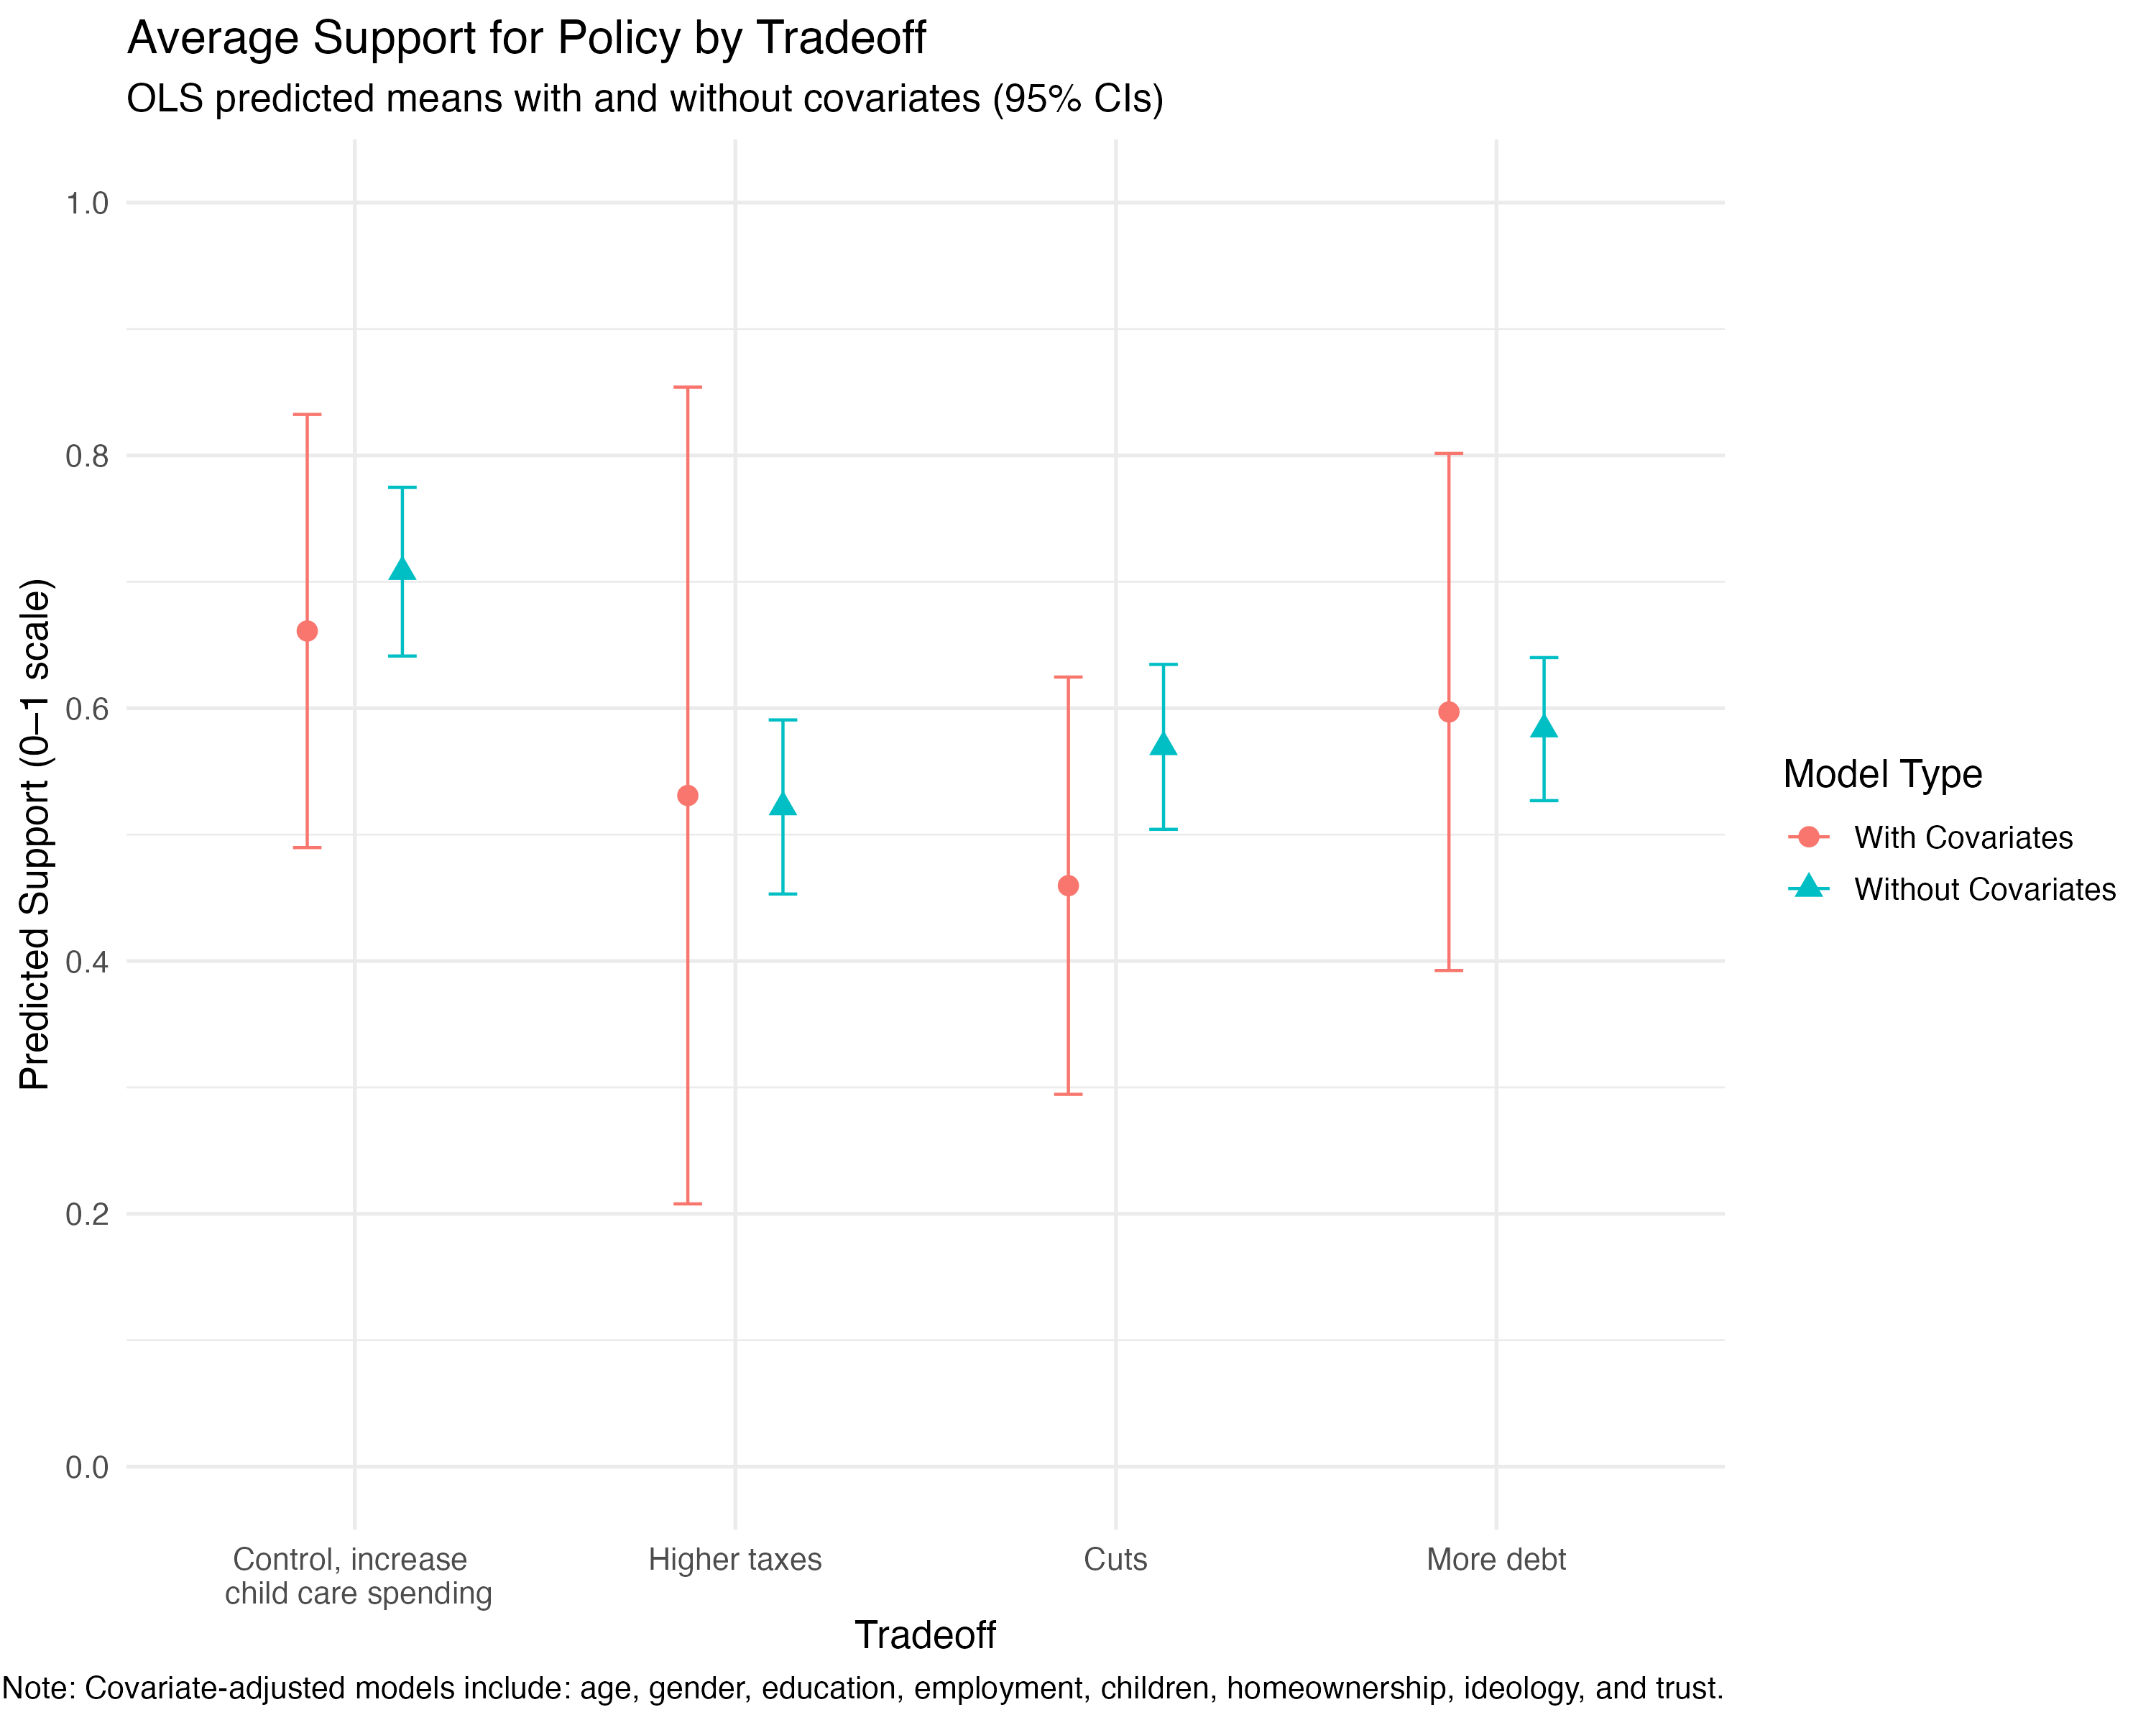 Average Support for Policy by Tradeoff
OLS predicted means with and without covariates (95% CIs)
Predicted Support (0–1 scale)
1.0
0.8
0.6
0.4
0.2
0.0
Control, increase
child care spending
Higher taxes
Cuts
More debt
Tradeoff
Model Type
With Covariates
Without Covariates
Note: Covariate-adjusted models include: age, gender, education, employment, children, homeownership, ideology, and trust.